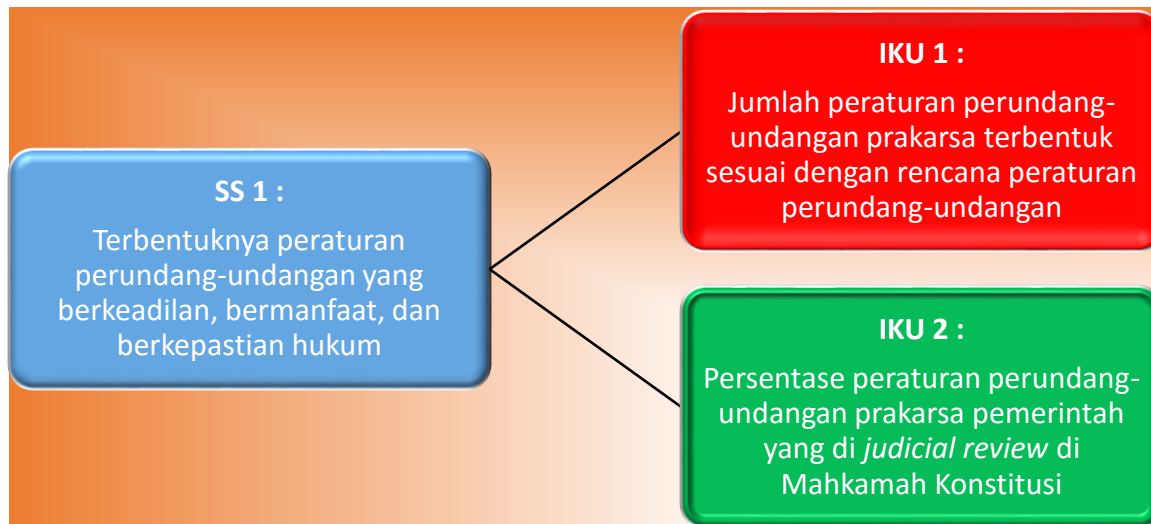 SS 1 :
Terbentuknya peraturan
perundang-undangan yang
berkeadilan, bermanfaat, dan
berkepastian hukum
IKU 1 :
Jumlah peraturan perundang-
undangan prakarsa terbentuk
sesuai dengan rencana peraturan
perundang-undangan
IKU 2 :
Persentase peraturan perundang-
undangan prakarsa pemerintah
yang di judicial review di
Mahkamah Konstitusi